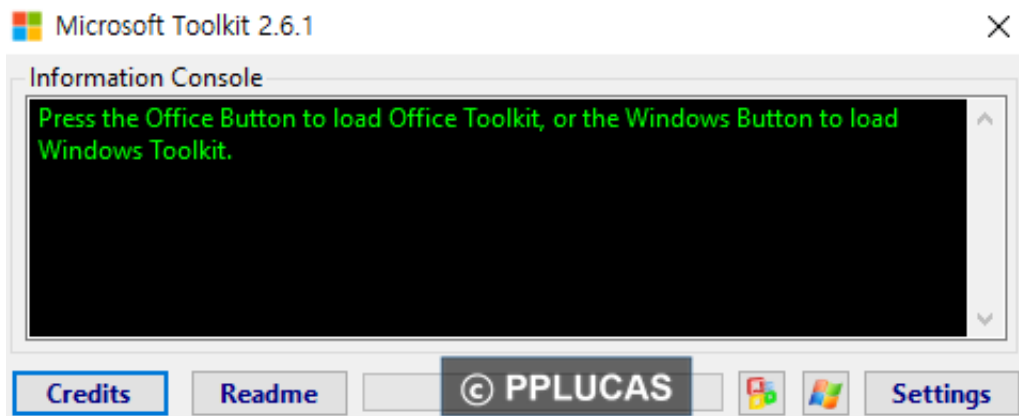 Microsoft Toolkit 2.6.1
Information Console
Press the Office Button to load Office Toolkit, or the Windows Button to load
Windows Toolkit.
Credits
Readme
© PPLUCAS
Settings